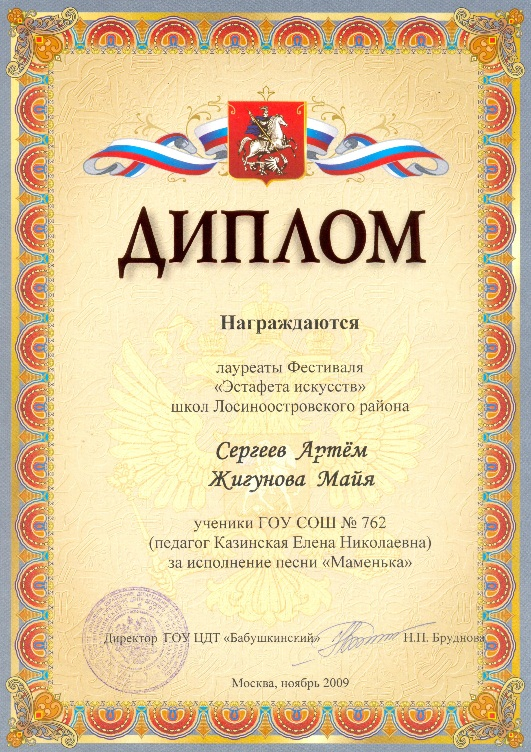 ДИПЛОМ
Награждаются
лауреаты Фестиваля
«Эстафета искусств»
школ Лосиноостровского района
Сергеев Артём
Жигунова Майя
ученики ГОУ СОШ № 762
(педагог Казинская Елена Николаевна)
за исполнение песни «Маменька»
Директор ГОУ ЦДТ «Бабушкинский» Н.П. Бруднова
Москва, ноябрь 2009